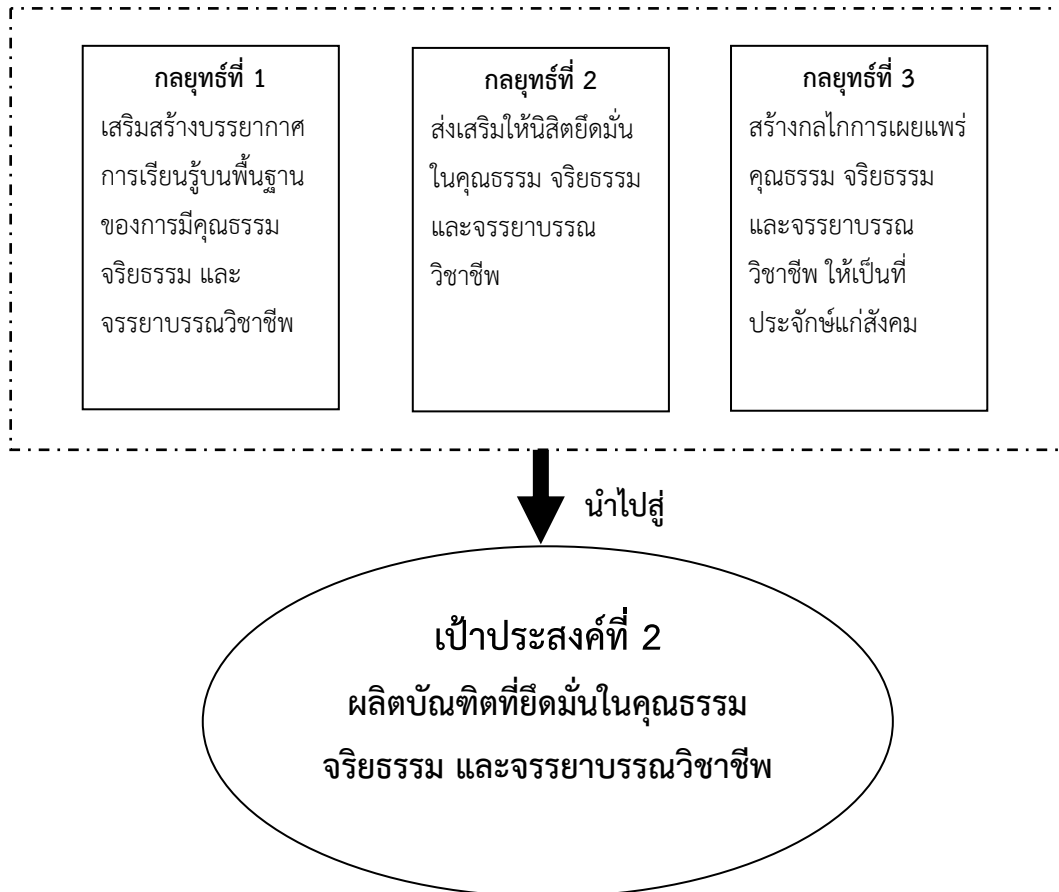 กลยุทธ์ที่ 1
เสริมสร้างบรรยากาศ
การเรียนรู้บนพื้นฐาน
ของการมีคุณธรรม
จริยธรรม และ
จรรยาบรรณวิชาชีพ
กลยุทธ์ที่ 2
ส่งเสริมให้นิสิตยึดมั่น
ในคุณธรรม จริยธรรม
และจรรยาบรรณ
วิชาชีพ
กลยุทธ์ที่ 3
สร้างกลไกการเผยแพร่
คุณธรรม จริยธรรม
และจรรยาบรรณ
วิชาชีพ ให้เป็นที่
ประจักษ์แก่สังคม
นำไปสู่
เป้าประสงค์ที่ 2
ผลิตบัณฑิตที่ยึดมั่นในคุณธรรม
จริยธรรม และจรรยาบรรณวิชาชีพ